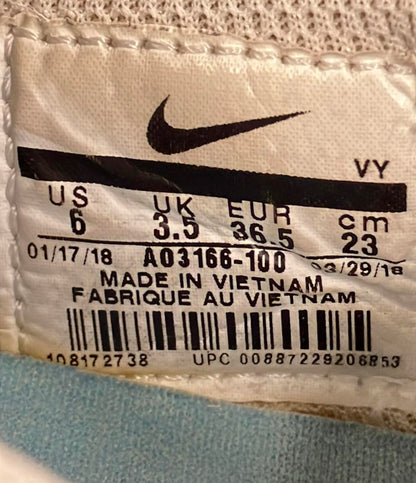 VY
US UK EUR cm
6 3.5 36.5 23
01/17/18 AO3166-100 03/29/18
MADE IN VIETNAM
FABRIQUE AU VIETNAM
108172738 UPC 00887229206853